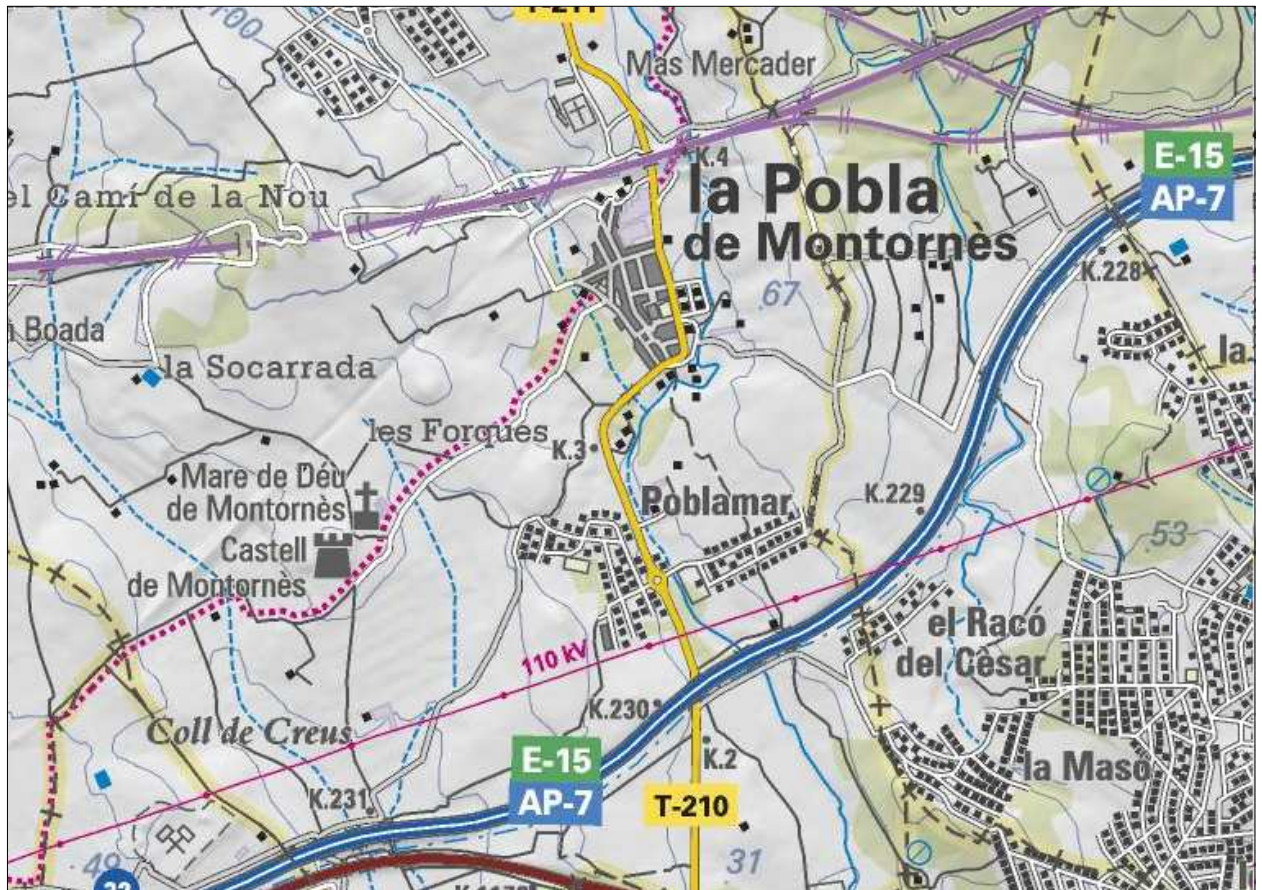 100
Mas Mercader
K.4
E-15
AP-7
el Camí de la Nou
la Pobla
de Montornès
K.228
67
Boada
la Socarrada
la
les Forques
K.3
Mare de Déu
de Montornès
Poblamar
K.229
53
Castell
de Montornès
el Racó
del Cèsar
110 kV
K.230
Coll de Creus
K.2
E-15
AP-7
la Masó
K.231
T-210
49
31